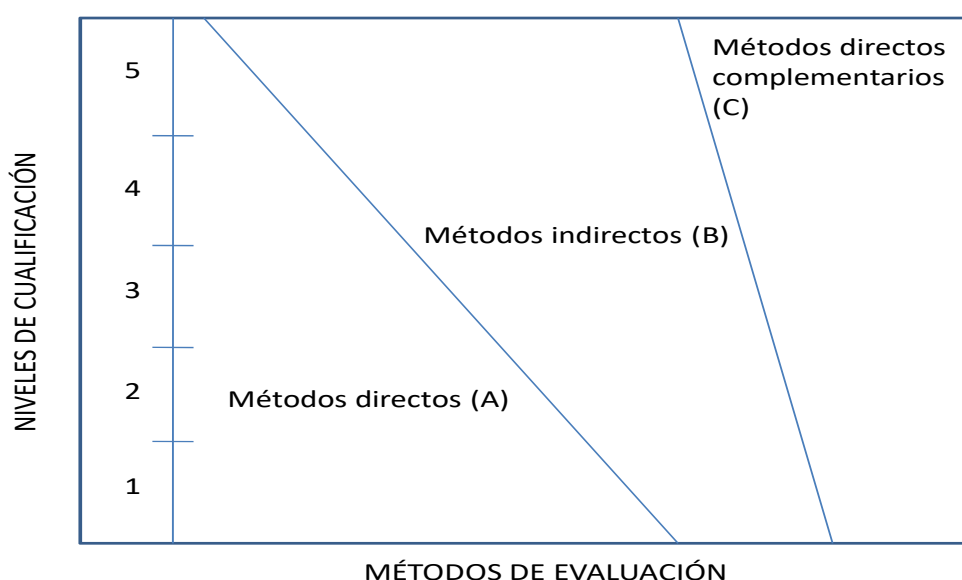 NIVELES DE CUALIFICACIÓN
5
4
3
2
1
Métodos directos
complementarios
(C)
Métodos indirectos (B)
Métodos directos (A)
MÉTODOS DE EVALUACIÓN